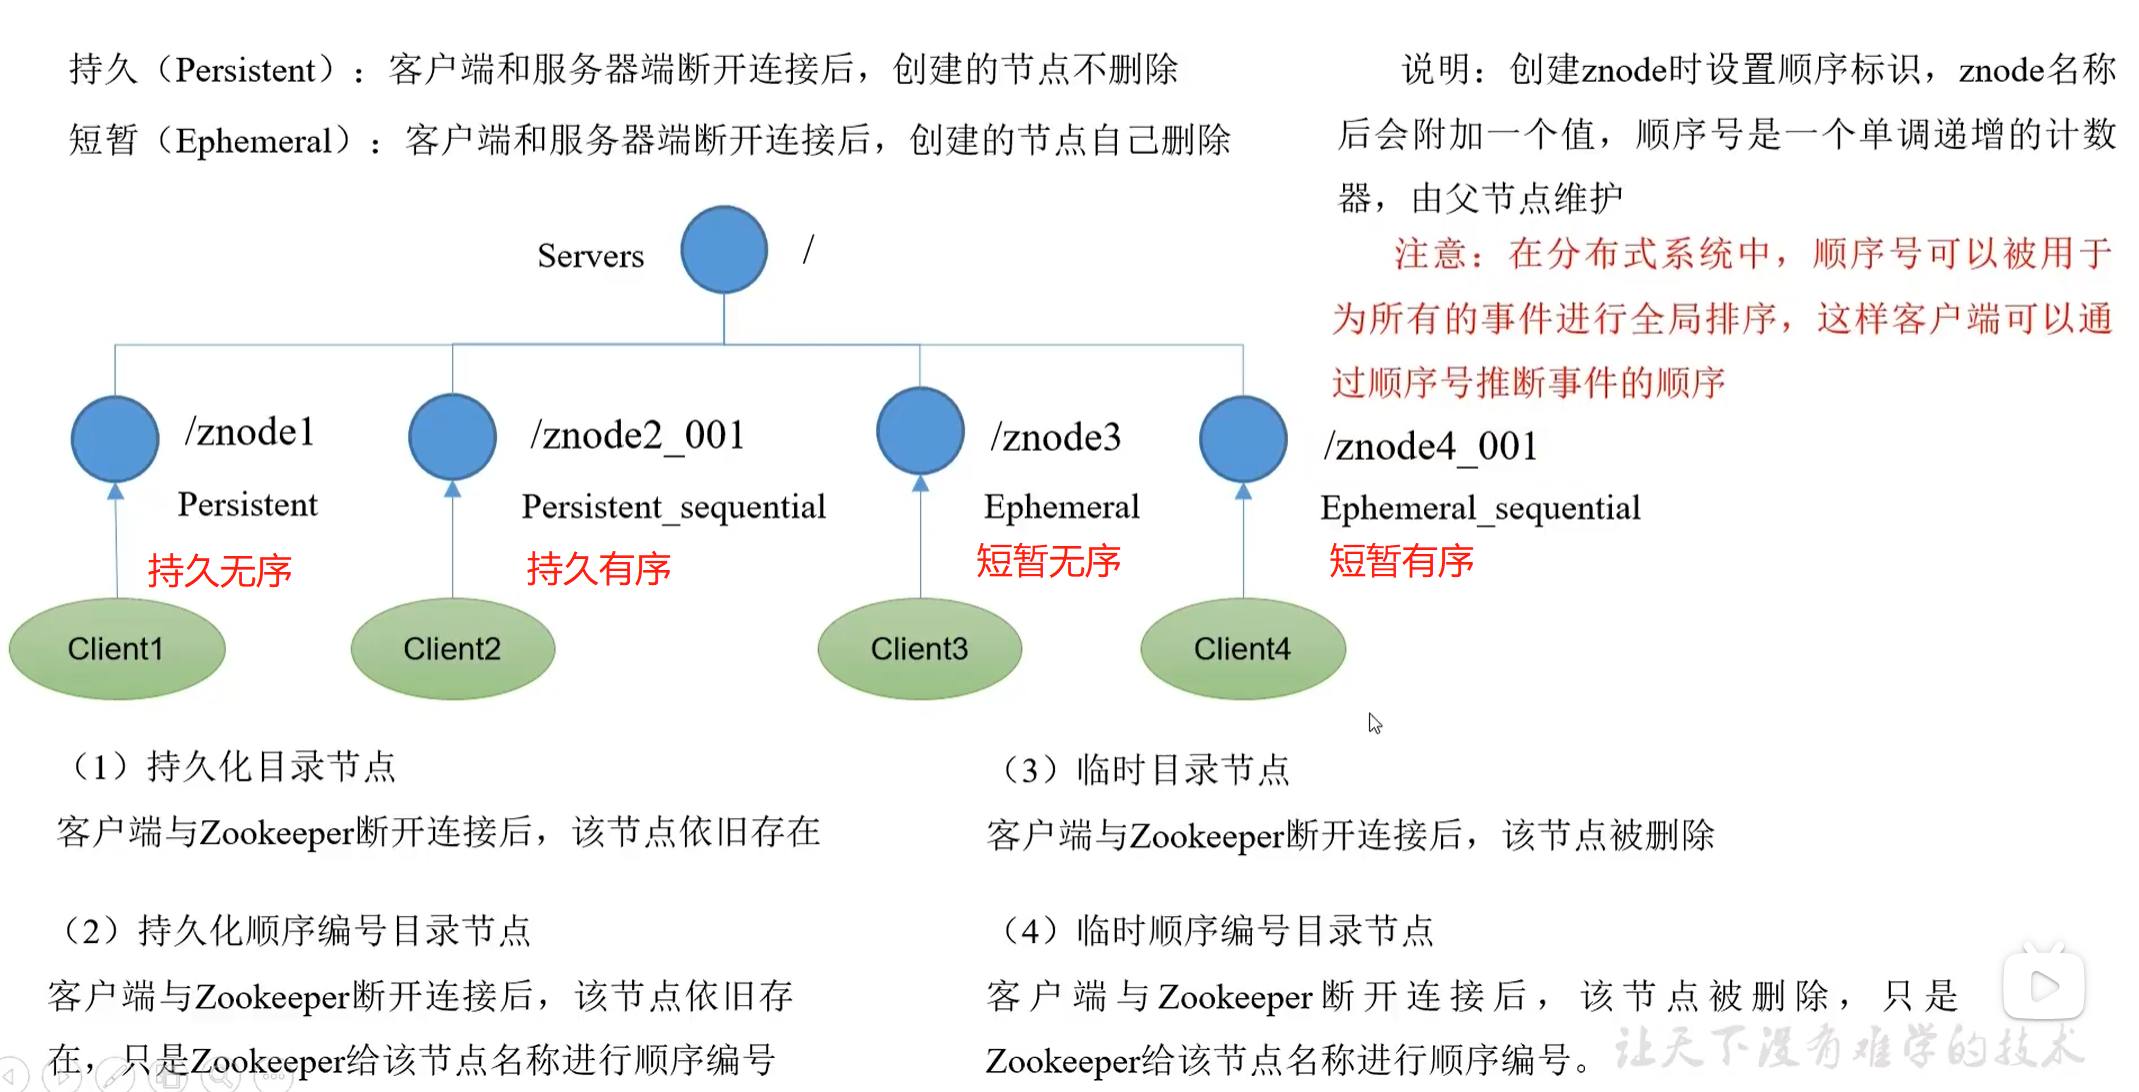 持久（Persistent）：客户端和服务器端断开连接后，创建的节点不删除
短暂（Ephemeral）：客户端和服务器端断开连接后，创建的节点自己删除
说明：创建znode时设置顺序标识，znode名称
后会附加一个值，顺序号是一个单调递增的计数
器，由父节点维护
注意：在分布式系统中，顺序号可以被用于
为所有的事件进行全局排序，这样客户端可以通
过顺序号推断事件的顺序
Servers
/
/znode1
Persistent
持久无序
Client1
/znode2_001
Persistent_sequential
持久有序
Client2
/znode3
Ephemeral
短暂无序
Client3
/znode4_001
Ephemeral_sequential
短暂有序
Client4
（1）持久化目录节点
客户端与Zookeeper断开连接后，该节点依旧存在
（2）持久化顺序编号目录节点
客户端与Zookeeper断开连接后，该节点依旧存
在，只是Zookeeper给该节点名称进行顺序编号
（3）临时目录节点
客户端与Zookeeper断开连接后，该节点被删除
（4）临时顺序编号目录节点
客户端与Zookeeper断开连接后，该节点被删除，只是
Zookeeper给该节点名称进行顺序编号。
让天下没有难学的技术